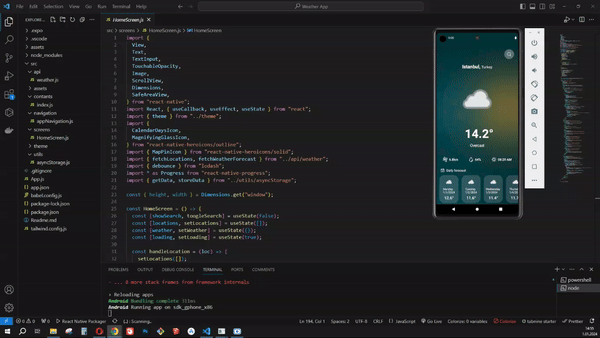 File Edit Selection View Go Run Terminal Help
Weather App
HomeScreen.js
src > screens > HomeScreen.js > HomeScreen
.expo
.vscode
assets
node_modules
src
api
weather.js
assets
contants
index.js
navigation
appNavigation.js
screens
HomeScreen.js
theme
utils
asyncStorage.js
.gitignore
App.js
app.json
babel.config.js
package-lock.json
package.json
Readme.md
tailwind.config.js
import {
View,
Text,
TextInput,
TouchableOpacity,
Image,
ScrollView,
Dimensions,
SafeAreaView,
} from "react-native";
import React, { useCallback, useEffect, useState } from "react";
import { theme } from "../theme";
import {
CalendarDaysIcon,
MagnifyingGlassIcon,
} from "react-native-heroicons/outline";
import { MapPinIcon } from "react-native-heroicons/solid";
import { fetchLocations, fetchWeatherForecast } from "../api/weather";
import { debounce } from "lodash";
import * as Progress from "react-native-progress";
import { getData, storeData } from "../utils/asyncStorage";
const { height, width } = Dimensions.get("window");
const HomeScreen = () => {
const [showSearch, tongleSearch] = useState(false);
const [locations, setLocations] = useState([]);
const [weather, setWeather] = useState({});
const [loading, setLoading] = useState(true);
const handleLocation = (loc) => {
setLocations([]);
Istanbul, Turkey
14.2°
Overcast
Daily forecast
PROBLEMS OUTPUT DEBUG CONSOLE TERMINAL PORTS COMMENTS
... 8 more stack frames from framework internals
› Reloading apps
Android Bundling complete 711ms
Android Running app on sdk_gphone_x86
powershell
node
React Native Packager
Scanning..
Ln 194, Col 1
Spaces: 2
UTF-8
CRLF
JavaScript
Go Live
Colorize: 0 variables
Colorize
tabnine starter
Prettier
14:55
1.01.2024